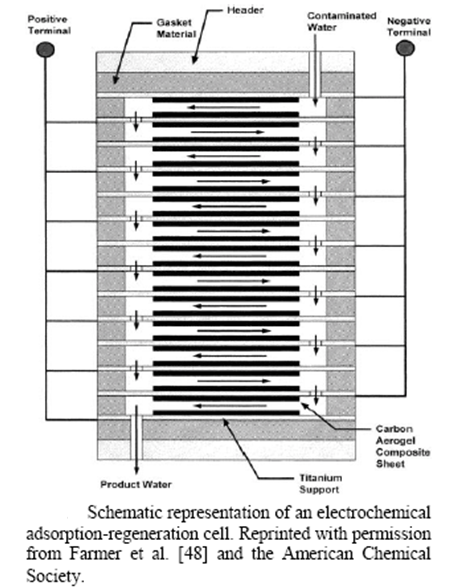 Header
Positive
Terminal
Gasket
Material
Contaminated
Water
Negative
Terminal
Carbon
Aerogel
Composite
Sheet
Titanium
Support
Product Water
Schematic representation of an electrochemical
adsorption-regeneration cell. Reprinted with permission
from Farmer et al. [48] and the American Chemical
Society.